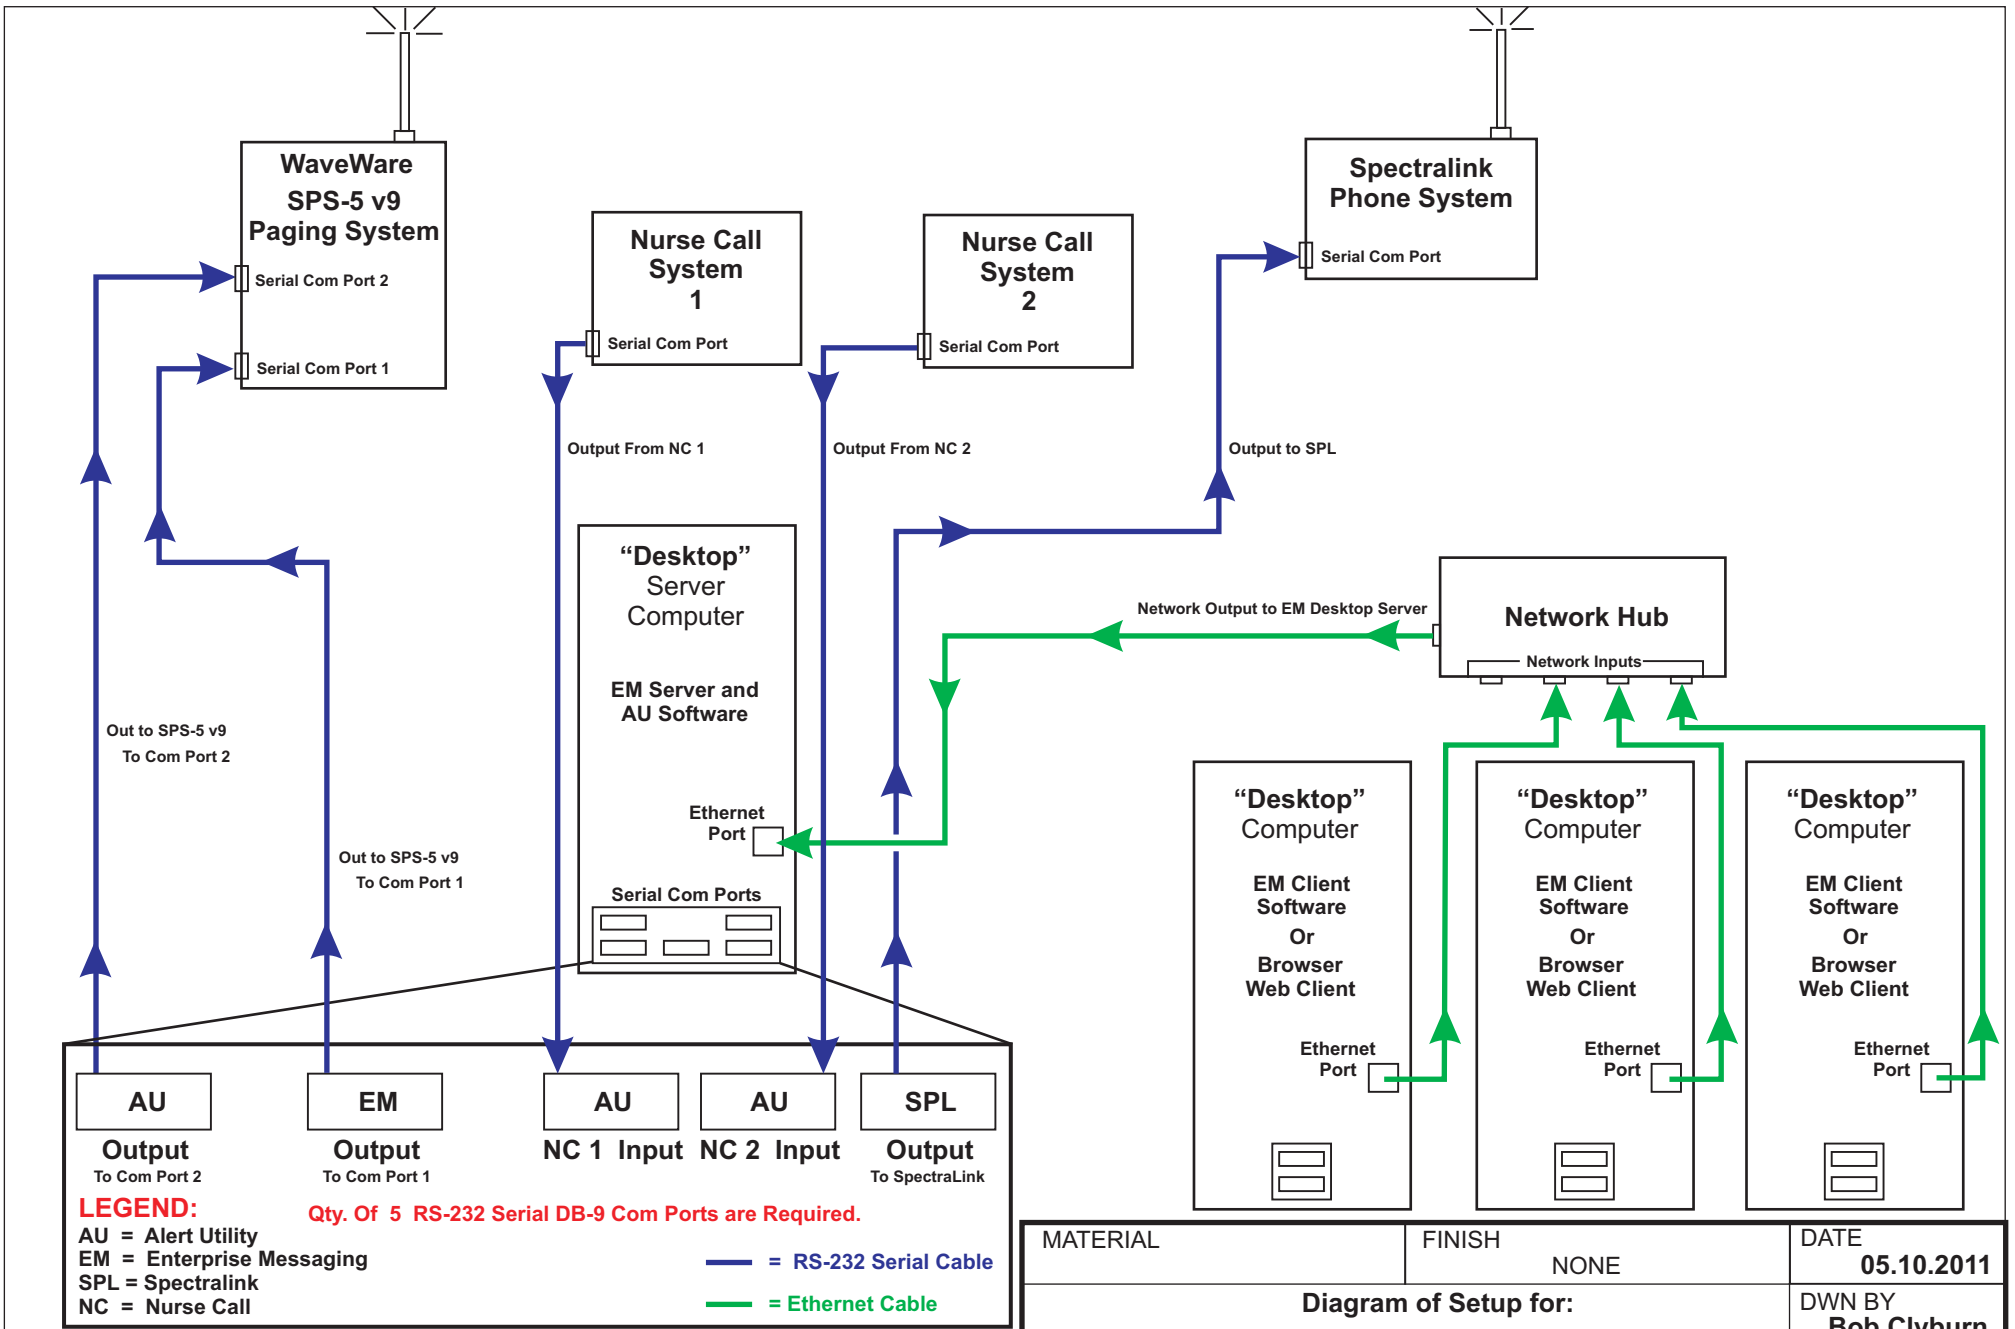 WaveWare
SPS-5 v9
Paging System
Serial Com Port 2
Serial Com Port 1
Nurse Call
System
1
Serial Com Port
Nurse Call
System
2
Serial Com Port
Spectralink
Phone System
Serial Com Port
Output From NC 1
Output From NC 2
Output to SPL
“Desktop”
Server
Computer
EM Server and
AU Software
Ethernet
Port
Serial Com Ports
Network Output to EM Desktop Server
Network Hub
Network Inputs
Out to SPS-5 v9
To Com Port 2
Out to SPS-5 v9
To Com Port 1
“Desktop”
Computer
EM Client
Software
Or
Browser
Web Client
Ethernet
Port
“Desktop”
Computer
EM Client
Software
Or
Browser
Web Client
Ethernet
Port
“Desktop”
Computer
EM Client
Software
Or
Browser
Web Client
Ethernet
Port
AU
Output
To Com Port 2
EM
Output
To Com Port 1
AU
NC 1 Input
AU
NC 2 Input
SPL
Output
To SpectraLink
LEGEND:
AU = Alert Utility
EM = Enterprise Messaging
SPL = Spectralink
NC = Nurse Call
Qty. Of 5 RS-232 Serial DB-9 Com Ports are Required.
= RS-232 Serial Cable
= Ethernet Cable
MATERIAL
FINISH
NONE
DATE
05.10.2011
Diagram of Setup for:
DWN BY
Bob Clyburn